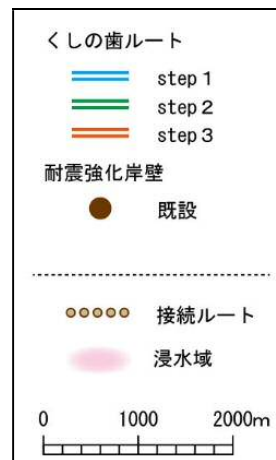 くしの歯ルート
step 1
step 2
step 3
耐震強化岸壁
既設
接続ルート
浸水域
0 1000 2000m